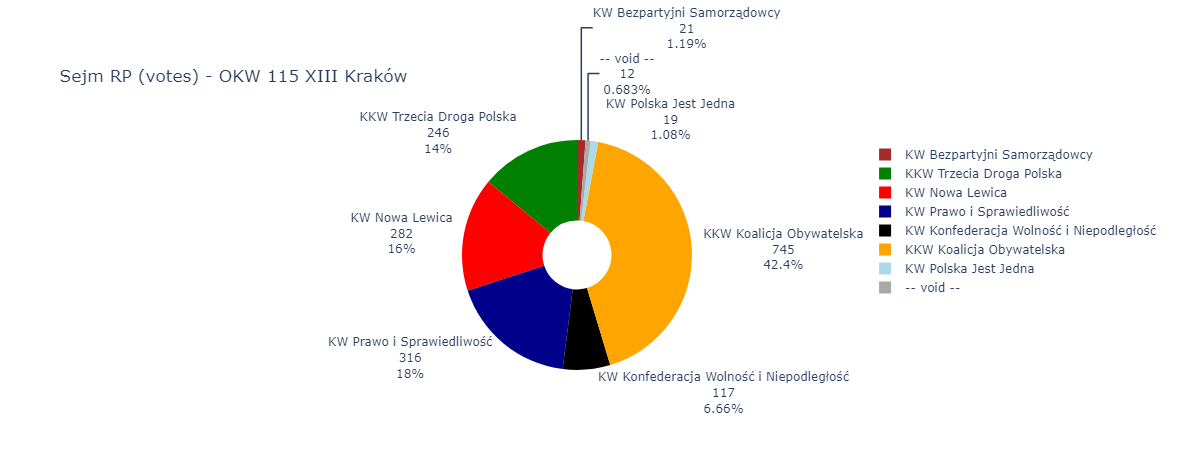 Sejm RP (votes) - OKW 115 XIII Kraków
KW Bezpartyjni Samorządowcy
21
1.19%
-- void --
12
0.683%
KW Polska Jest Jedna
19
1.08%
KKW Trzecia Droga Polska
246
14%
KW Nowa Lewica
282
16%
KKW Koalicja Obywatelska
745
42.4%
KW Prawo i Sprawiedliwość
316
18%
KW Konfederacja Wolność i Niepodległość
117
6.66%
KW Bezpartyjni Samorządowcy
KKW Trzecia Droga Polska
KW Nowa Lewica
KW Prawo i Sprawiedliwość
KW Konfederacja Wolność i Niepodległość
KKW Koalicja Obywatelska
KW Polska Jest Jedna
-- void --